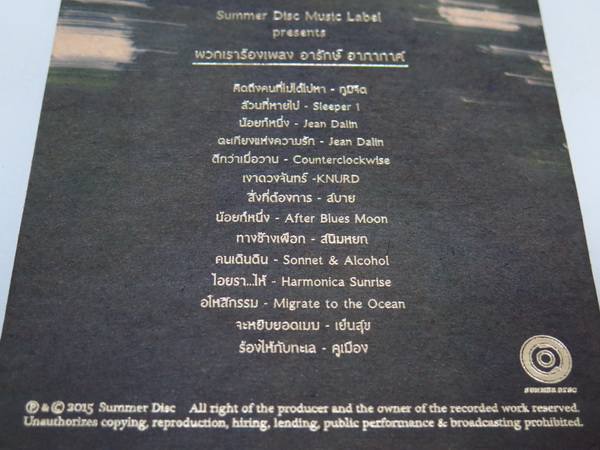 Summer Disc Music Label
presents
พวกเราร้องเพลง อารักษ์ อาภากาศ
คิดถึงคนที่ไม่ได้ไปหา - ภูมิจิต
ส่วนที่หายไป - Sleeper 1
น้อยก์หนึ่ง - Jean Dalin
ตะเกียงแห่งความรัก - Jean Dalin
ดีกว่าเมื่อวาน - Counterclockwise
เงาดวงจันทร์ -KNURD
สิ่งที่ต้องการ - สบาย
น้อยก์หนึ่ง - After Blues Moon
ทางช้างเผือก - สนิมหยก
คนเดินดิน - Sonnet & Alcohol
ไอยรา...ไห้ - Harmonica Sunrise
อโหสิกรรม - Migrate to the Ocean
จะหยิบยอดเมฆ - เย็นสุข
ร้องไห้กับทะเล - คูเมือง
SUMMER DISC
℗ & © 2015 Summer Disc All right of the producer and the owner of the recorded work reserved.
Unauthorizes copying, reproduction, hiring, lending, public performance & broadcasting prohibited.